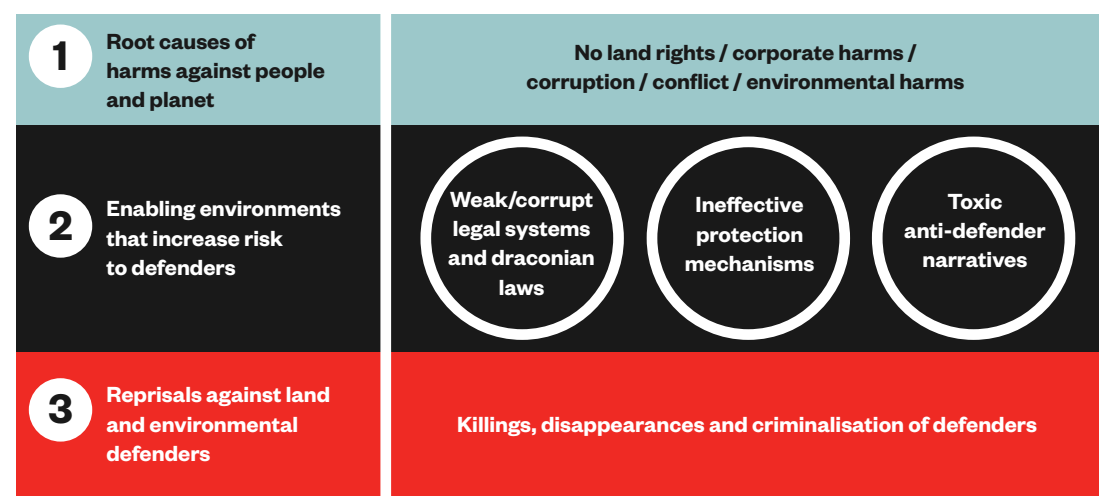 1
Root causes of
harms against people
and planet
No land rights / corporate harms /
corruption / conflict / environmental harms
2
Enabling environments
that increase risk
to defenders
Weak/corrupt
legal systems
and draconian
laws
Ineffective
protection
mechanisms
Toxic
anti-defender
narratives
3
Reprisals against land
and environmental
defenders
Killings, disappearances and criminalisation of defenders